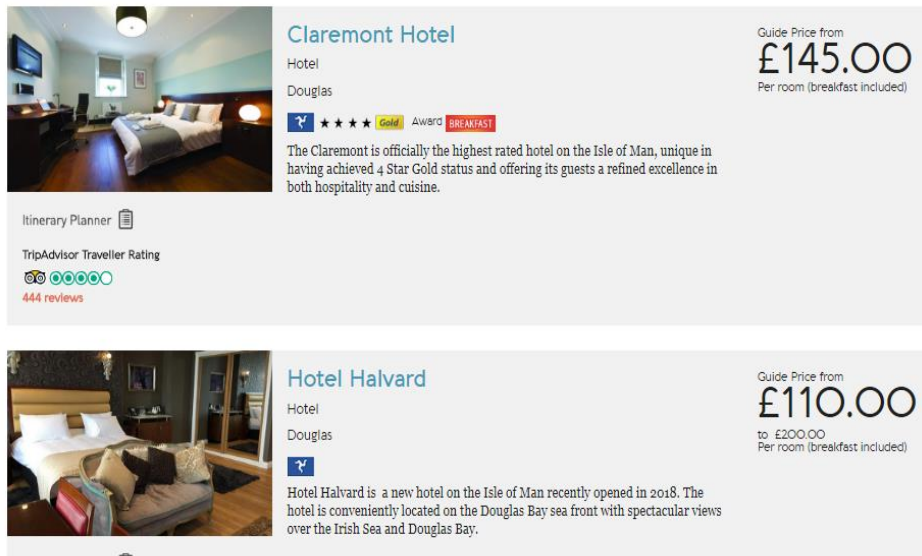 Claremont Hotel
Hotel
Douglas
Gold Award BREAKFAST
The Claremont is officially the highest rated hotel on the Isle of Man, unique in
having achieved 4 Star Gold status and offering its guests a refined excellence in
both hospitality and cuisine.
Guide Price from
£145.00
Per room (breakfast included)
Itinerary Planner
TripAdvisor Traveller Rating
444 reviews
Hotel Halvard
Hotel
Douglas
Hotel Halvard is a new hotel on the Isle of Man recently opened in 2018. The
hotel is conveniently located on the Douglas Bay sea front with spectacular views
over the Irish Sea and Douglas Bay.
Guide Price from
£110.00
to £200.00
Per room (breakfast included)